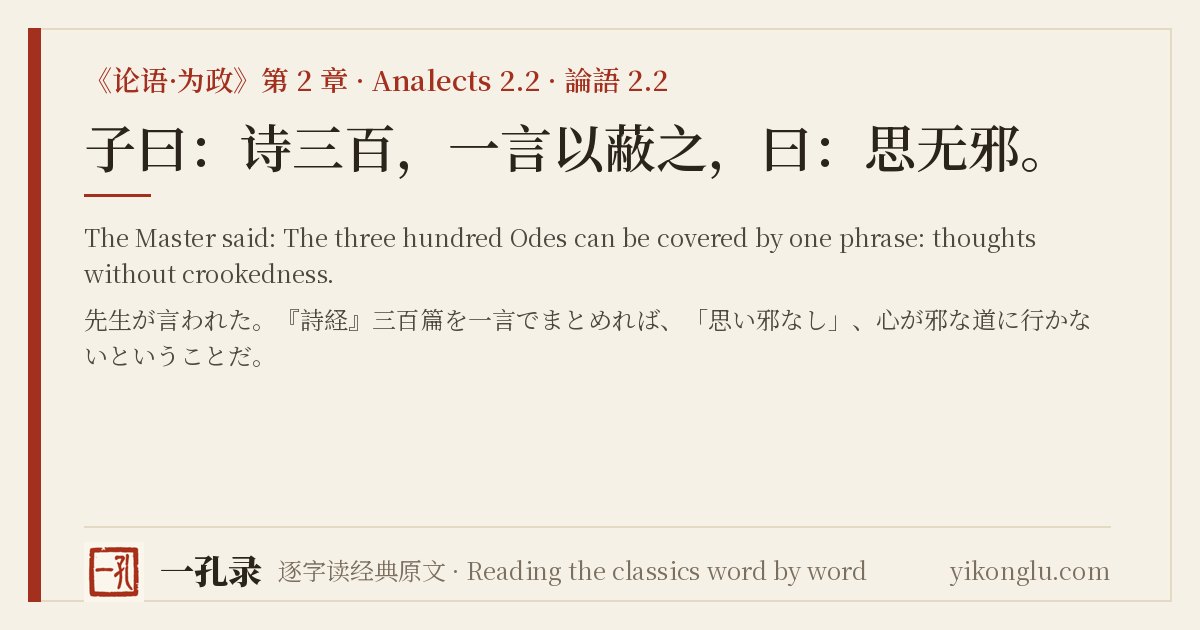 《论语·为政》第 2 章 · Analects 2.2 · 論語 2.2
子曰：诗三百，一言以蔽之，曰：思无邪。
The Master said: The three hundred Odes can be covered by one phrase: thoughts
without crookedness.
先生が言われた。『詩経』三百篇を一言でまとめれば、「思い邪なし」、心が邪な道に行かな
いということだ。
一孔
一孔录 逐字读经典原文 · Reading the classics word by word yikonglu.com